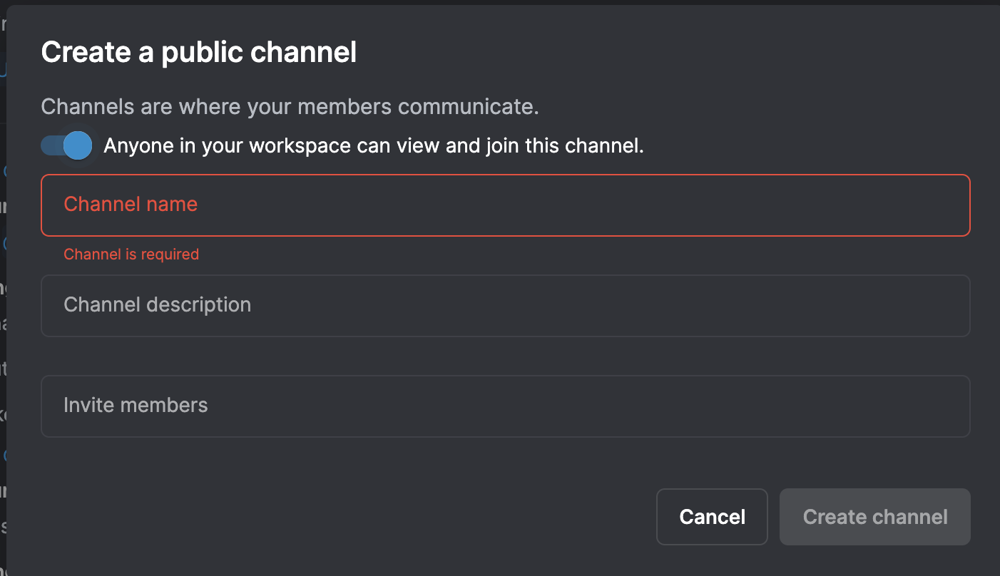 Create a public channel
Channels are where your members communicate.
Anyone in your workspace can view and join this channel.
Channel name
Channel is required
Channel description
Invite members
Cancel
Create channel